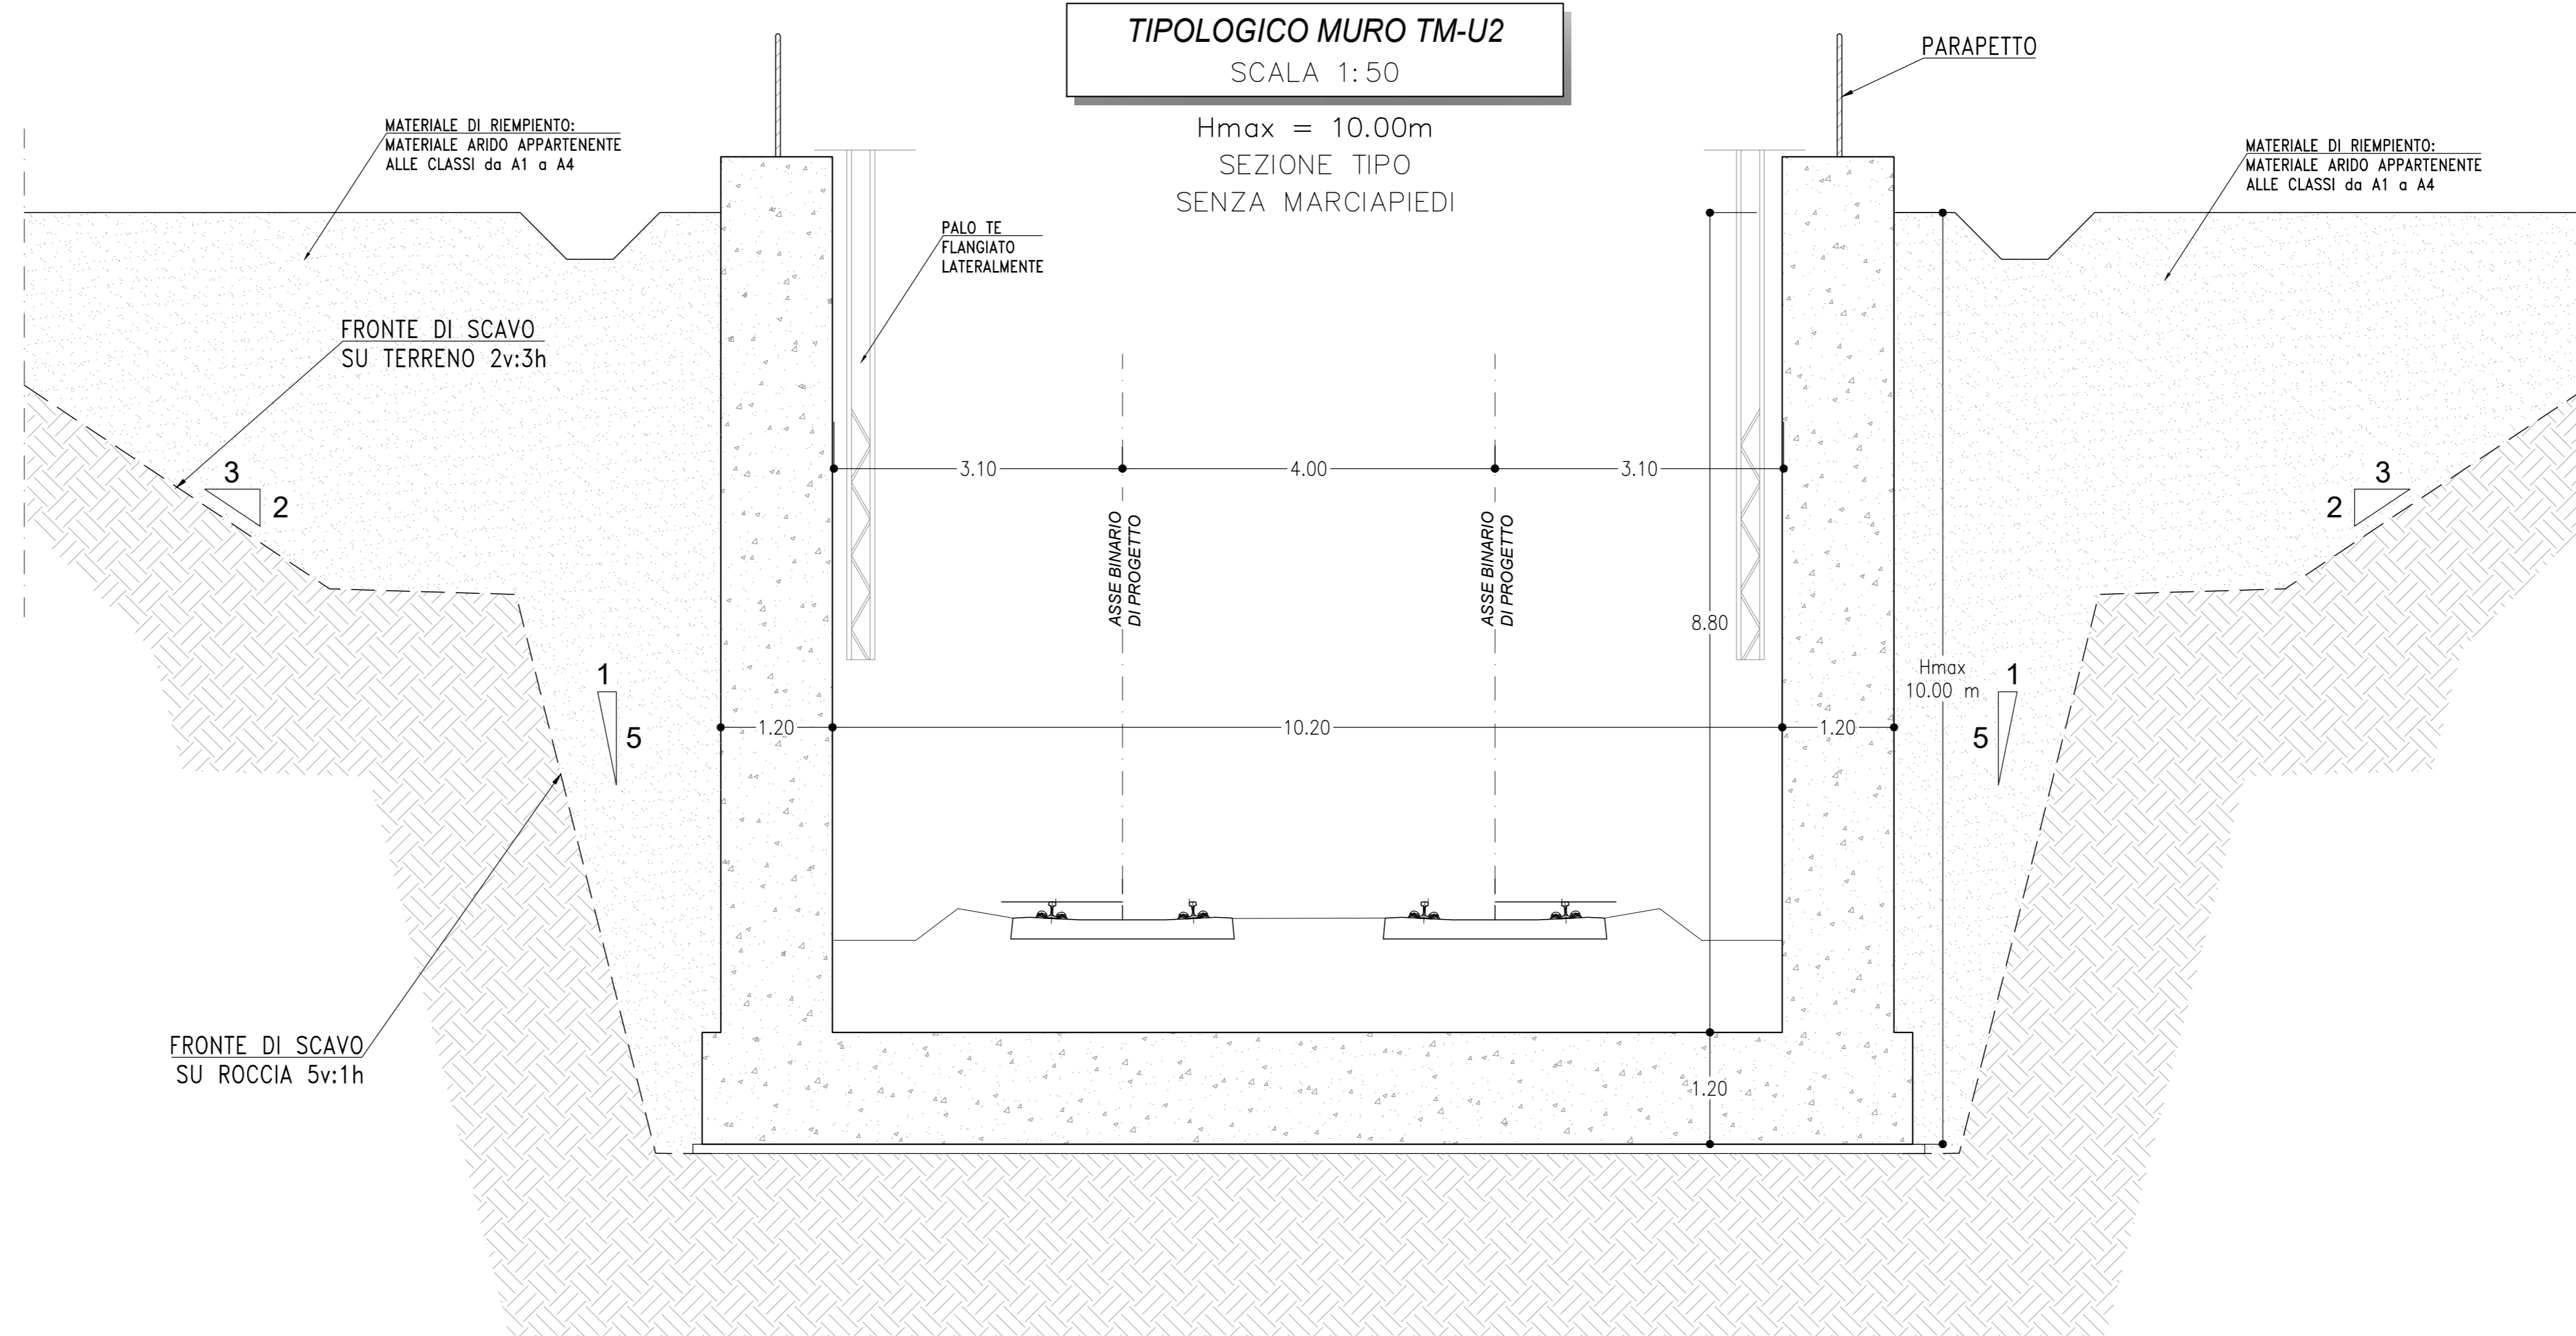 TIPOLOGICO MURO TM-U2
SCALA 1:50
Hmax = 10.00m
SEZIONE TIPO
SENZA MARCIAPIEDI
PARAPETTO
MATERIALE DI RIEMPIENTO:
MATERIALE ARIDO APPARTENENTE
ALLE CLASSI da A1 a A4
MATERIALE DI RIEMPIENTO:
MATERIALE ARIDO APPARTENENTE
ALLE CLASSI da A1 a A4
PALO TE
FLANGIATO
LATERALMENTE
FRONTE DI SCAVO
SU TERRENO 2v:3h
3
2
3.10
4.00
3.10
3
2
ASSE BINARIO
DI PROGETTO
ASSE BINARIO
DI PROGETTO
8.80
1
5
Hmax
10.00 m
1
5
1.20
10.20
1.20
FRONTE DI SCAVO
SU ROCCIA 5v:1h
1.20